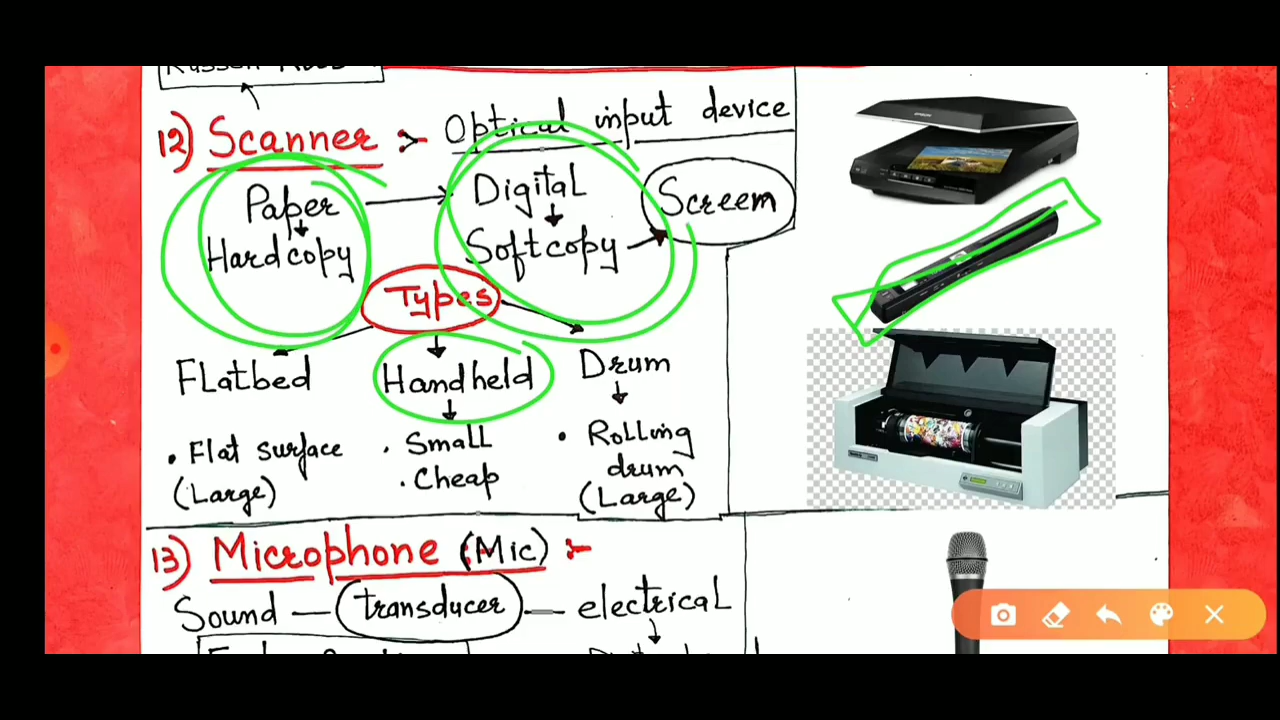 12) Scanner :- Optical input device
Paper → Digital
Hardcopy Softcopy → Screem
Types
Flatbed Handheld Drum
• Flat surface • Small • Rolling
(Large) • Cheap drum
(Large)
13) Microphone (Mic) :-
Sound — transducer — electrical